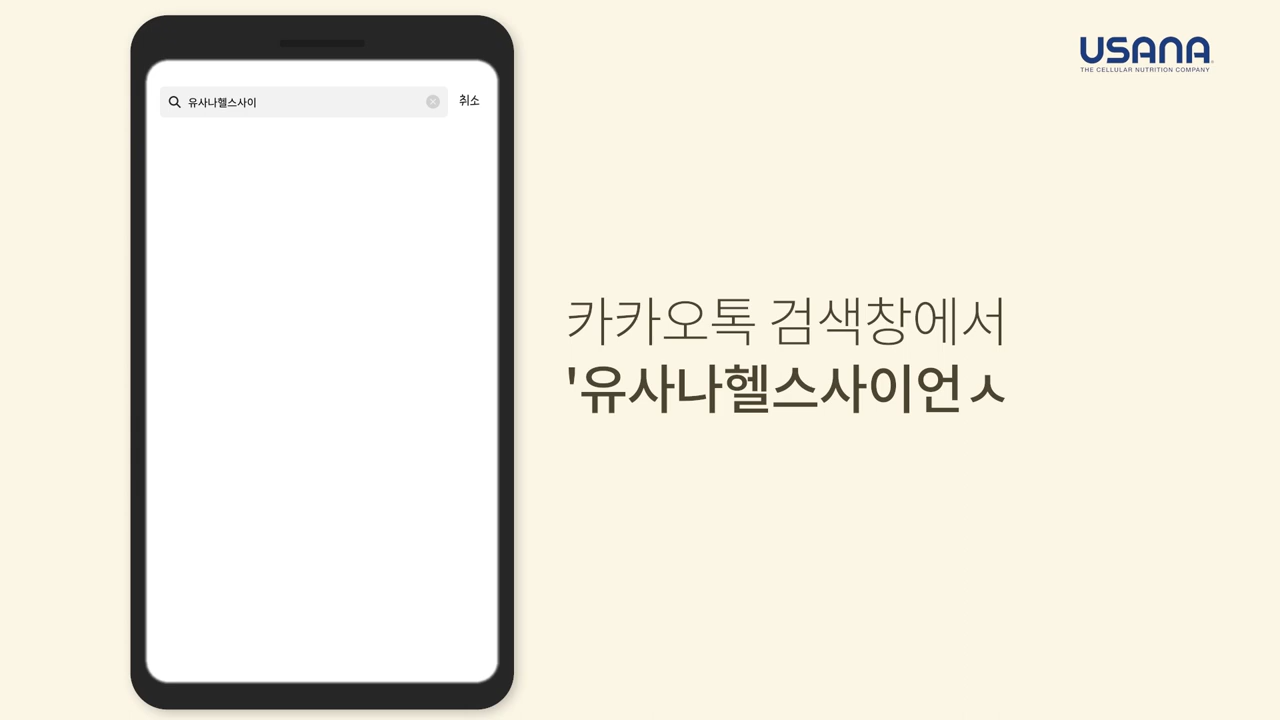 유사나헬스사이
취소
USANA
THE CELLULAR NUTRITION COMPANY
카카오톡 검색창에서
'유사나헬스사이언ㅅ